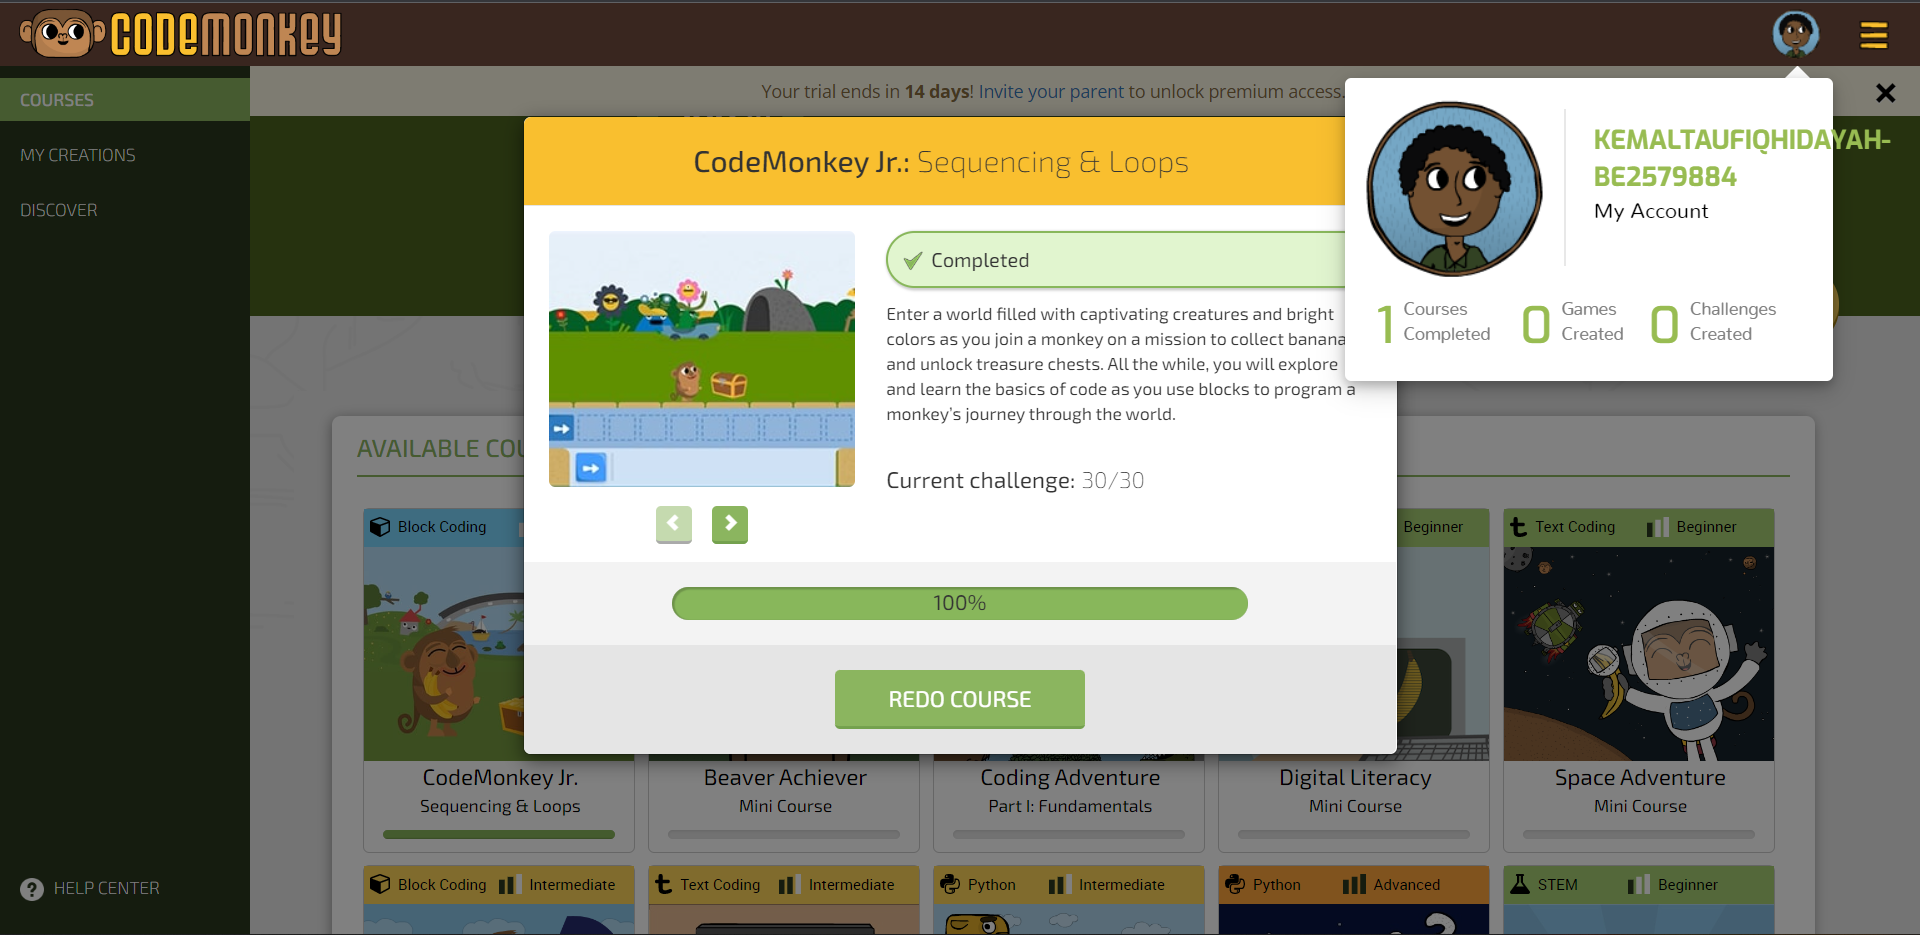 CODEMONKEY
COURSES
MY CREATIONS
DISCOVER
HELP CENTER
Your trial ends in 14 days! Invite your parent to unlock premium access.
KEMALTAUFIQHIDAYAH-
BE2579884
My Account
1 Courses Completed
0 Games Created
0 Challenges Created
CodeMonkey Jr.: Sequencing & Loops
Completed
Enter a world filled with captivating creatures and bright
colors as you join a monkey on a mission to collect banana
and unlock treasure chests. All the while, you will explore
and learn the basics of code as you use blocks to program a
monkey's journey through the world.
Current challenge: 30/30
100%
REDO COURSE
AVAILABLE COU
Block Coding
Beginner
Text Coding Beginner
CodeMonkey Jr.
Sequencing & Loops
Beaver Achiever
Mini Course
Coding Adventure
Part I: Fundamentals
Digital Literacy
Mini Course
Space Adventure
Mini Course
Block Coding Intermediate
Text Coding Intermediate
Python Intermediate
Python Advanced
STEM Beginner